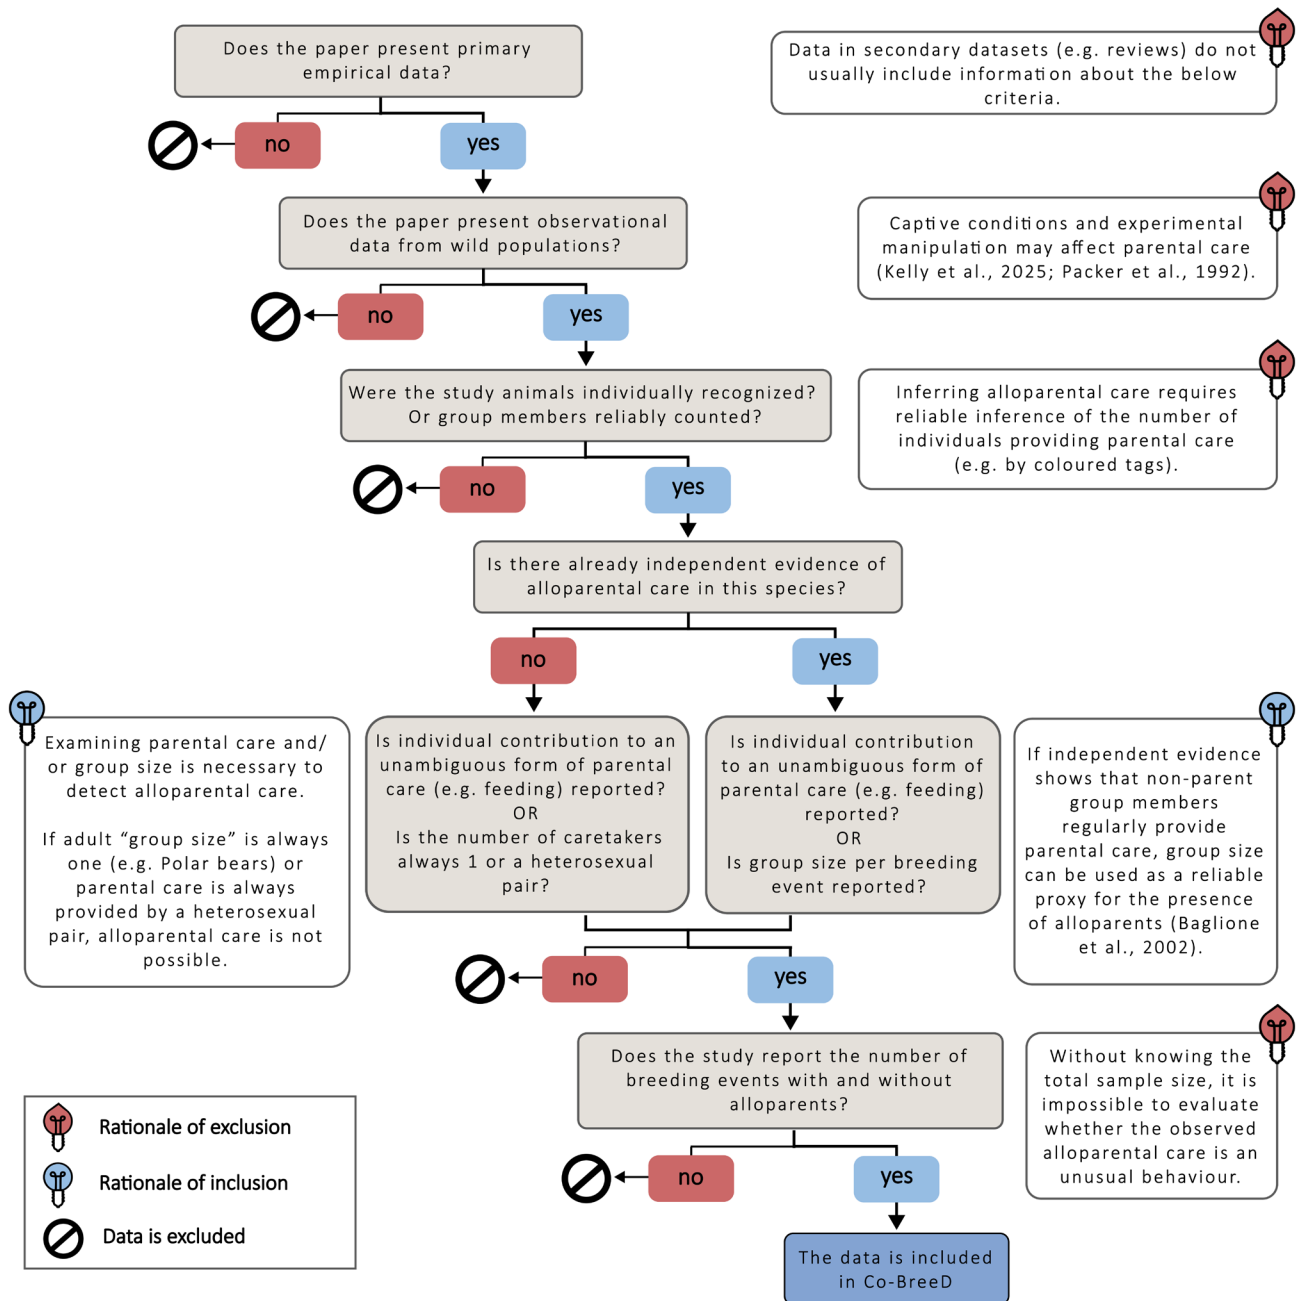 Does the paper present primary
empirical data?
Data in secondary datasets (e.g. reviews) do not
usually include information about the below
criteria.
no
yes
Does the paper present observational
data from wild populations?
Captive conditions and experimental
manipulation may affect parental care
(Kelly et al., 2025; Packer et al., 1992).
no
yes
Were the study animals individually recognized?
Or group members reliably counted?
Inferring alloparental care requires
reliable inference of the number of
individuals providing parental care
(e.g. by coloured tags).
no
yes
Is there already independent evidence of
alloparental care in this species?
no
yes
Examining parental care and/
or group size is necessary to
detect alloparental care.
If adult “group size” is always
one (e.g. Polar bears) or
parental care is always
provided by a heterosexual
pair, alloparental care is not
possible.
Is individual contribution to an
unambiguous form of parental
care (e.g. feeding) reported?
OR
Is the number of caretakers
always 1 or a heterosexual
pair?
Is individual contribution
to an unambiguous form of
parental care (e.g. feeding)
reported?
OR
Is group size per breeding
event reported?
If independent evidence
shows that non-parent
group members
regularly provide
parental care, group size
can be used as a reliable
proxy for the presence
of alloparents (Baglione
et al., 2002).
no
yes
Does the study report the number of
breeding events with and without
alloparents?
Without knowing the
total sample size, it is
impossible to evaluate
whether the observed
alloparental care is an
unusual behaviour.
no
yes
The data is included
in Co-BreeD
Rationale of exclusion
Rationale of inclusion
Data is excluded